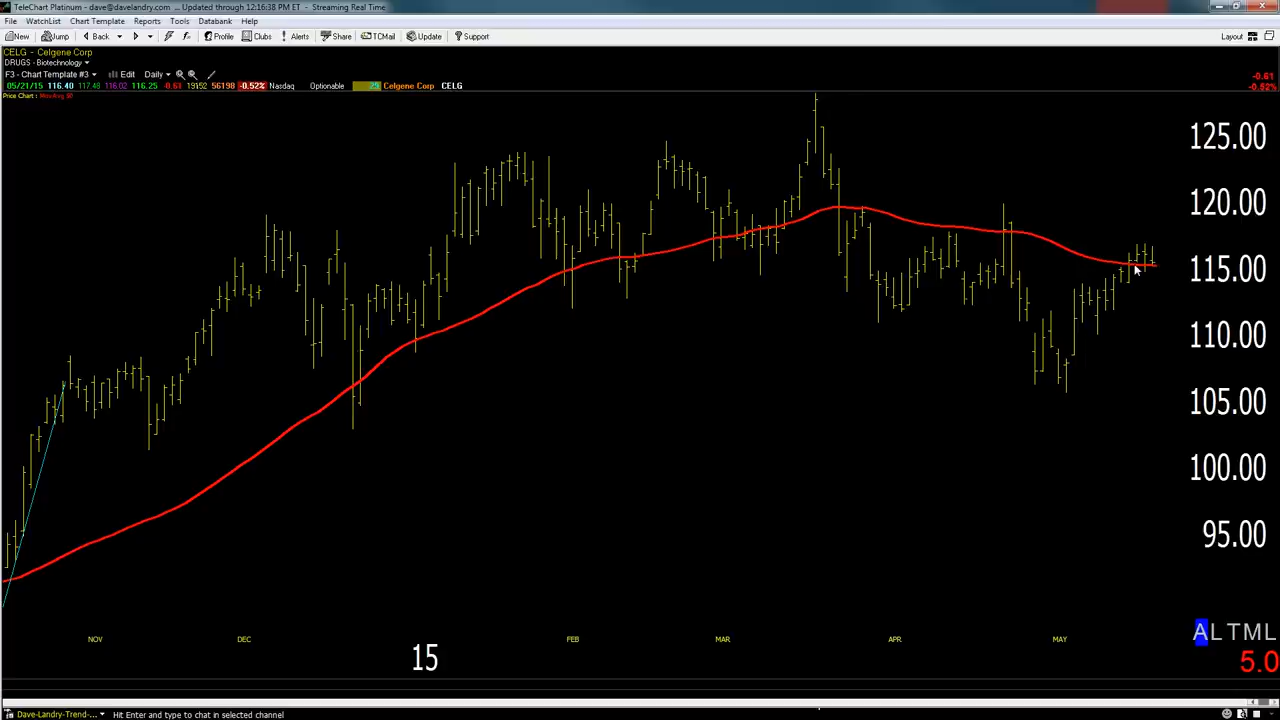 TeleChart Platinum - dave@davelandry.com ... Updated through 12:16:38 PM ET - Streaming Real Time
File WatchList Chart Template Reports Tools Databank Help
New Jump Back Profile Clubs Alerts Share TCMail Update Support Layout
CELG - Celgene Corp
DRUGS - Biotechnology
F3 - Chart Template #3 Edit Daily
05/21/15 116.40 117.48 116.02 116.25 -0.61 19152 56198 -0.52% Nasdaq Optionable 25 Celgene Corp CELG
-0.61
-0.52%
Price Chart : MovAvg 50
125.00
120.00
115.00
110.00
105.00
100.00
95.00
NOV DEC 15 FEB MAR APR MAY
ALTML
5.0
Dave-Landry-Trend-... Hit Enter and type to chat in selected channel